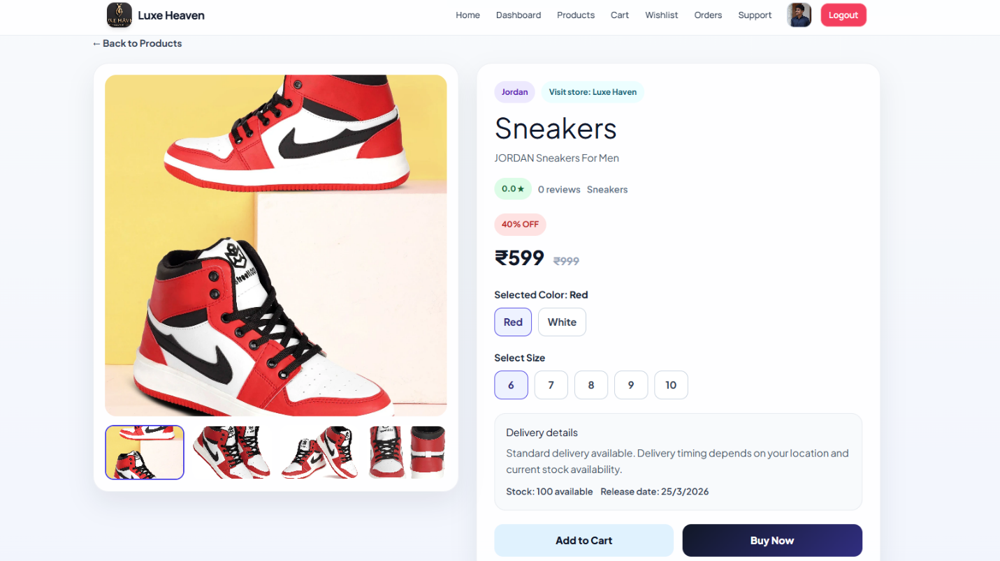 LUXE HAVEN
Luxe Heaven
Home
Dashboard
Products
Cart
Wishlist
Orders
Support
Logout
← Back to Products
Jordan
Visit store: Luxe Haven
Sneakers
JORDAN Sneakers For Men
0.0 ★
0 reviews
Sneakers
40% OFF
₹599
₹999
Selected Color: Red
Red
White
Select Size
6
7
8
9
10
Delivery details
Standard delivery available. Delivery timing depends on your location and
current stock availability.
Stock: 100 available
Release date: 25/3/2026
Add to Cart
Buy Now